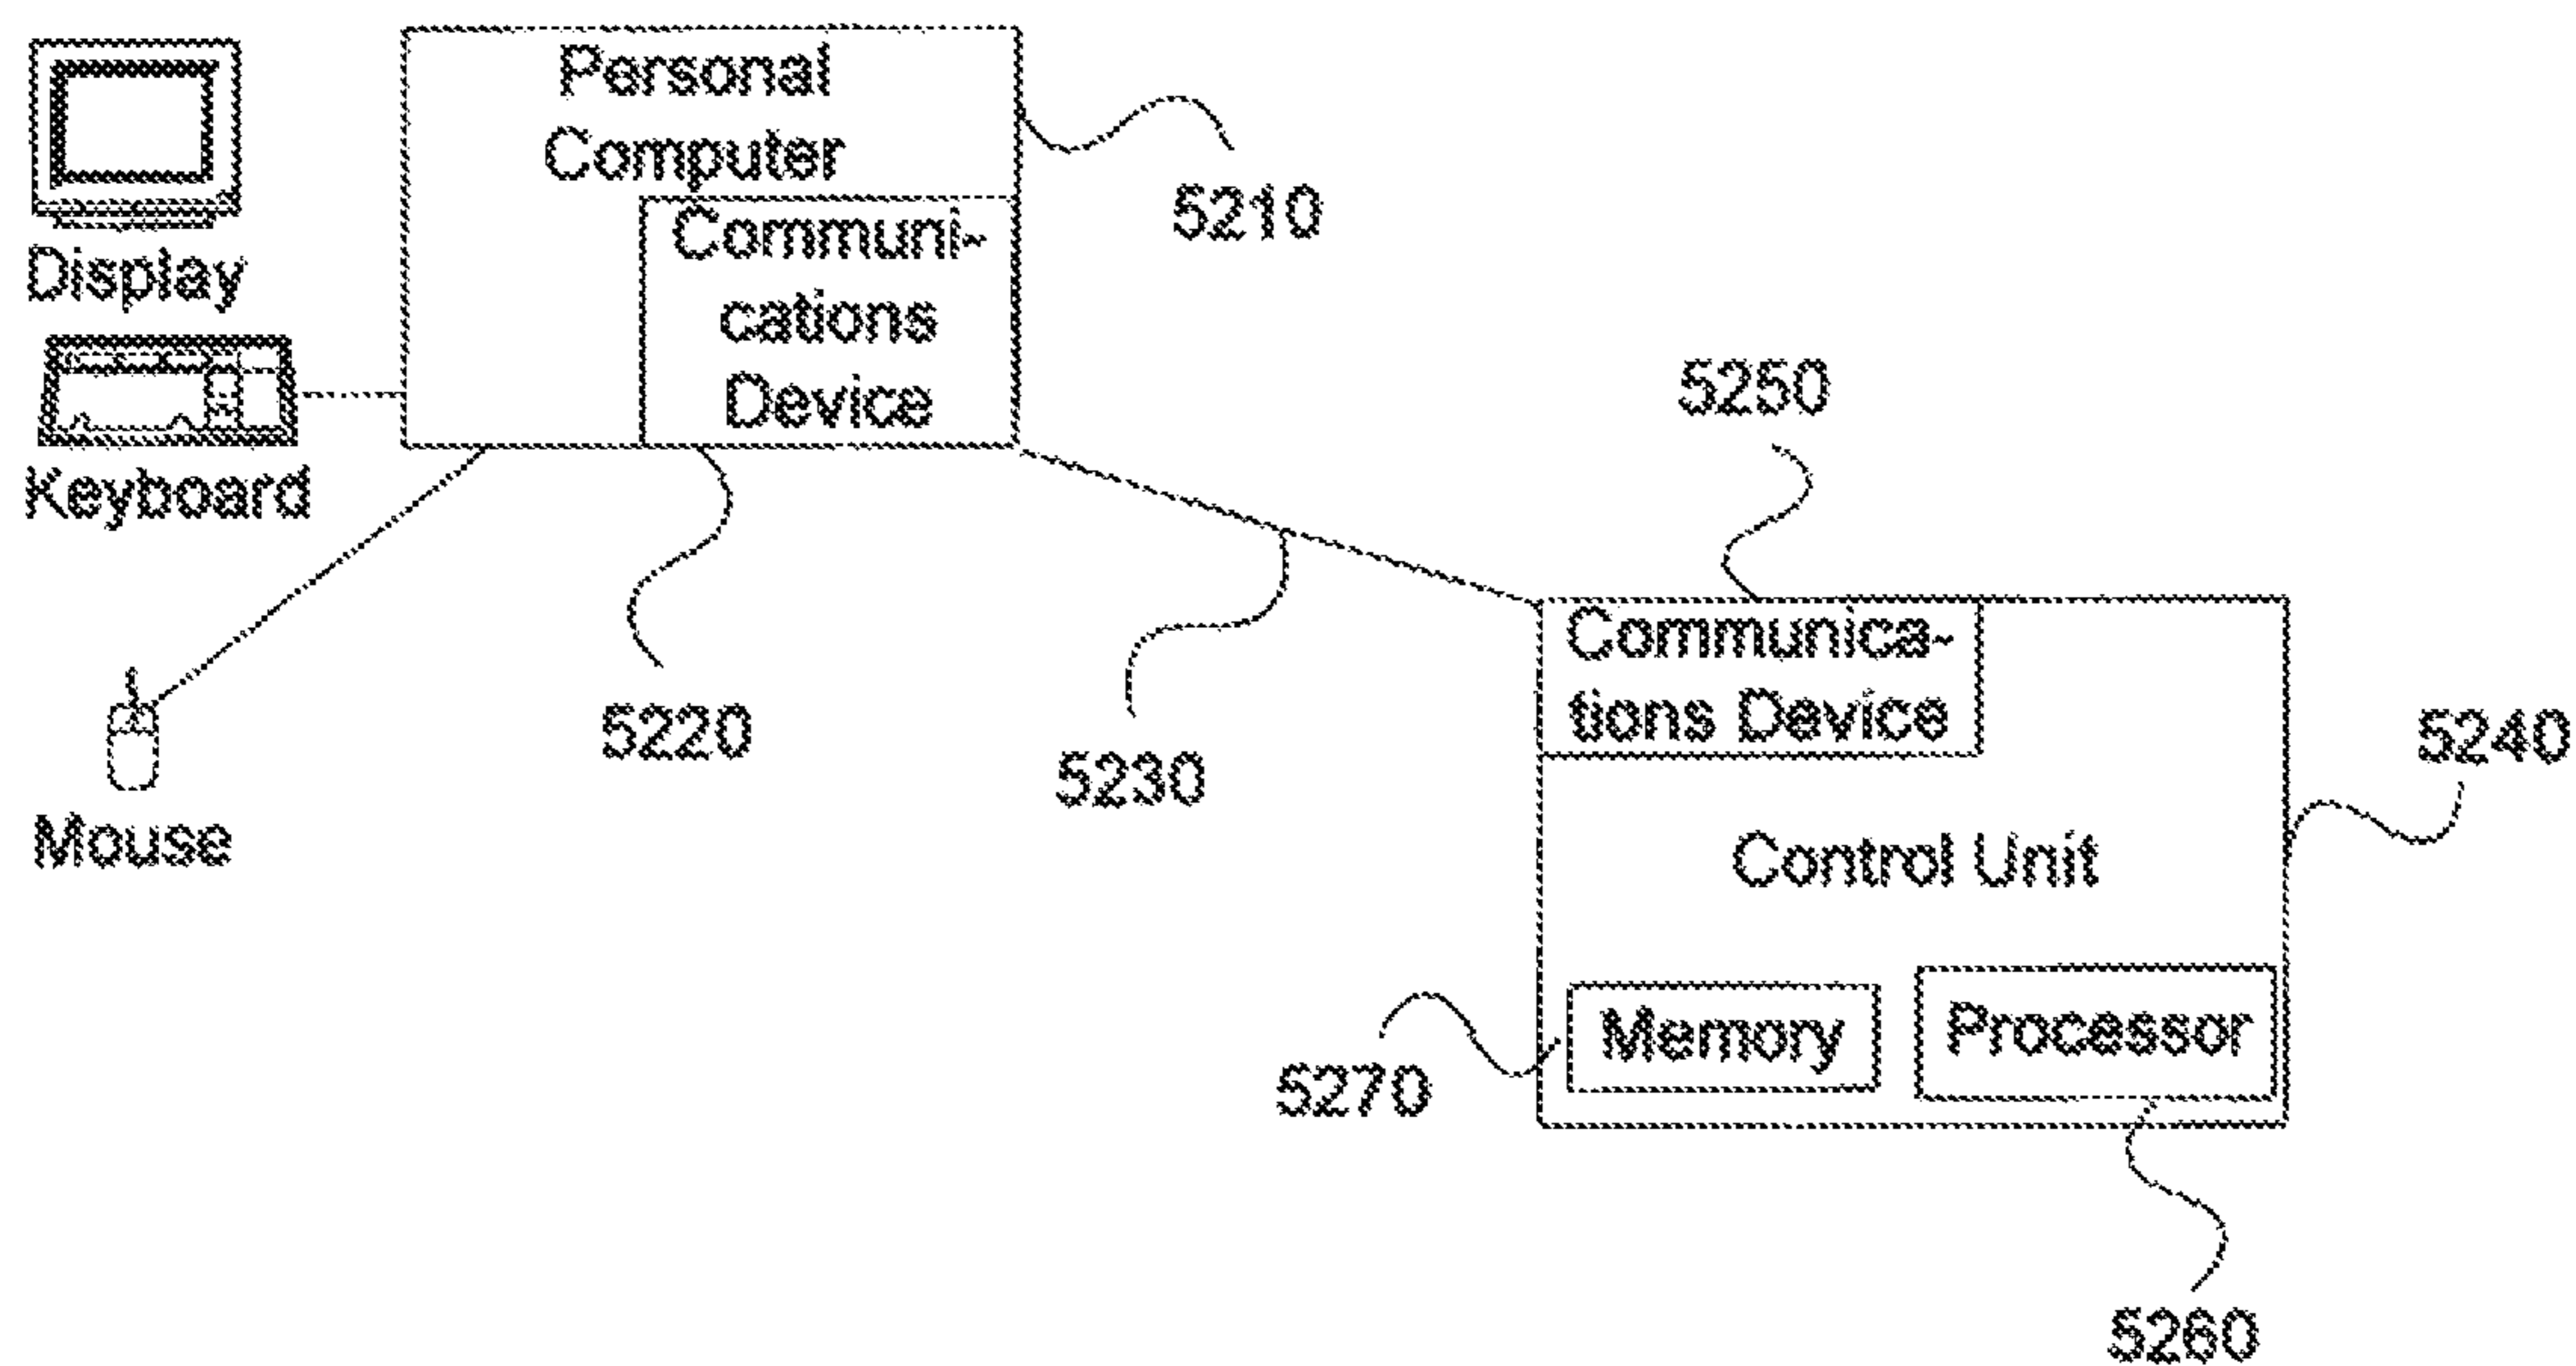 Personal
Computer
5210
Communi-
cations
Device
Display
Keyboard
Mouse
5220
5230
5250
Communica-
tions Device
5240
Control Unit
5270
Memory
Processor
5260